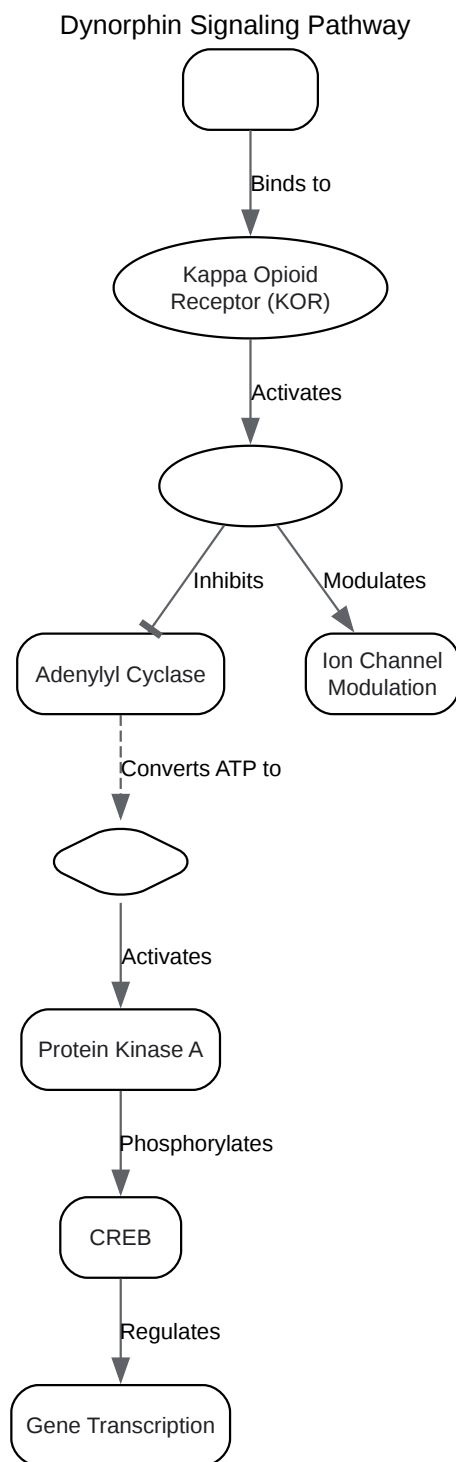 Dynorphin Signaling Pathway
Binds to
Kappa Opioid
Receptor (KOR)
Activates
Inhibits
Modulates
Adenylyl Cyclase
Ion Channel
Modulation
Converts ATP to
Activates
Protein Kinase A
Phosphorylates
CREB
Regulates
Gene Transcription